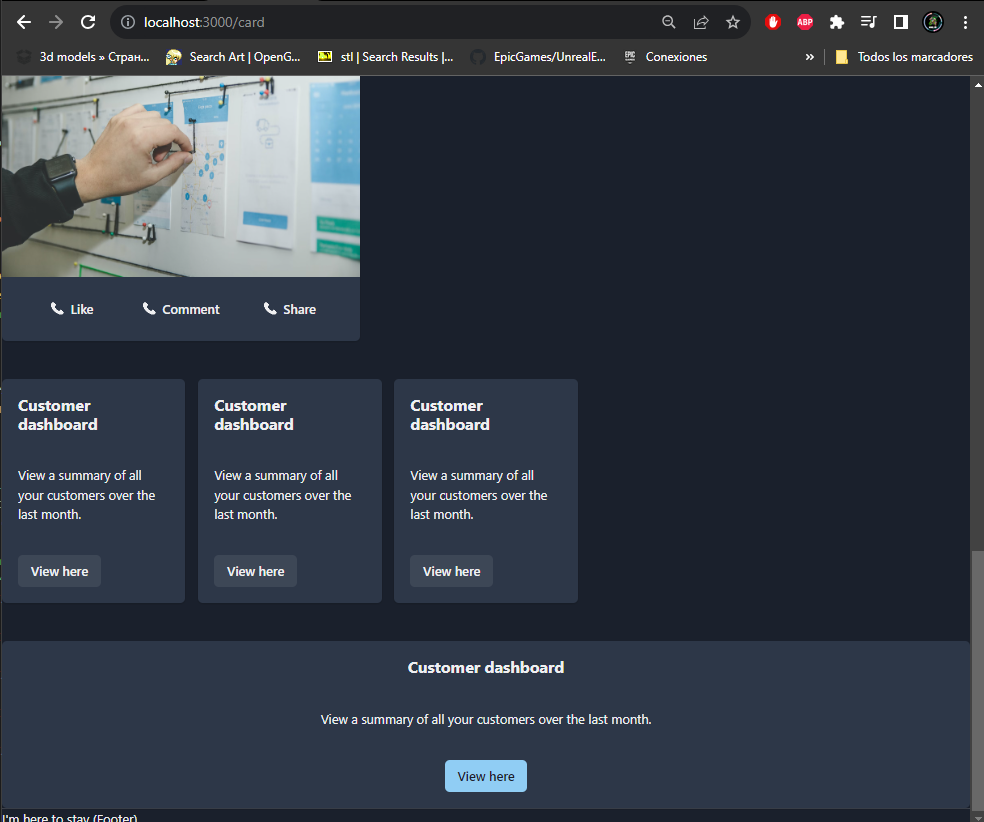 localhost:3000/card
ABP
3d models » Стран...
Search Art | OpenG...
stl | Search Results |...
EpicGames/UnrealE...
EPIC
Conexiones
»
Todos los marcadores
Like
Comment
Share
Customer
dashboard
View a summary of all
your customers over the
last month.
View here
Customer
dashboard
View a summary of all
your customers over the
last month.
View here
Customer
dashboard
View a summary of all
your customers over the
last month.
View here
Customer dashboard
View a summary of all your customers over the last month.
View here
I'm here to stay (Footer)